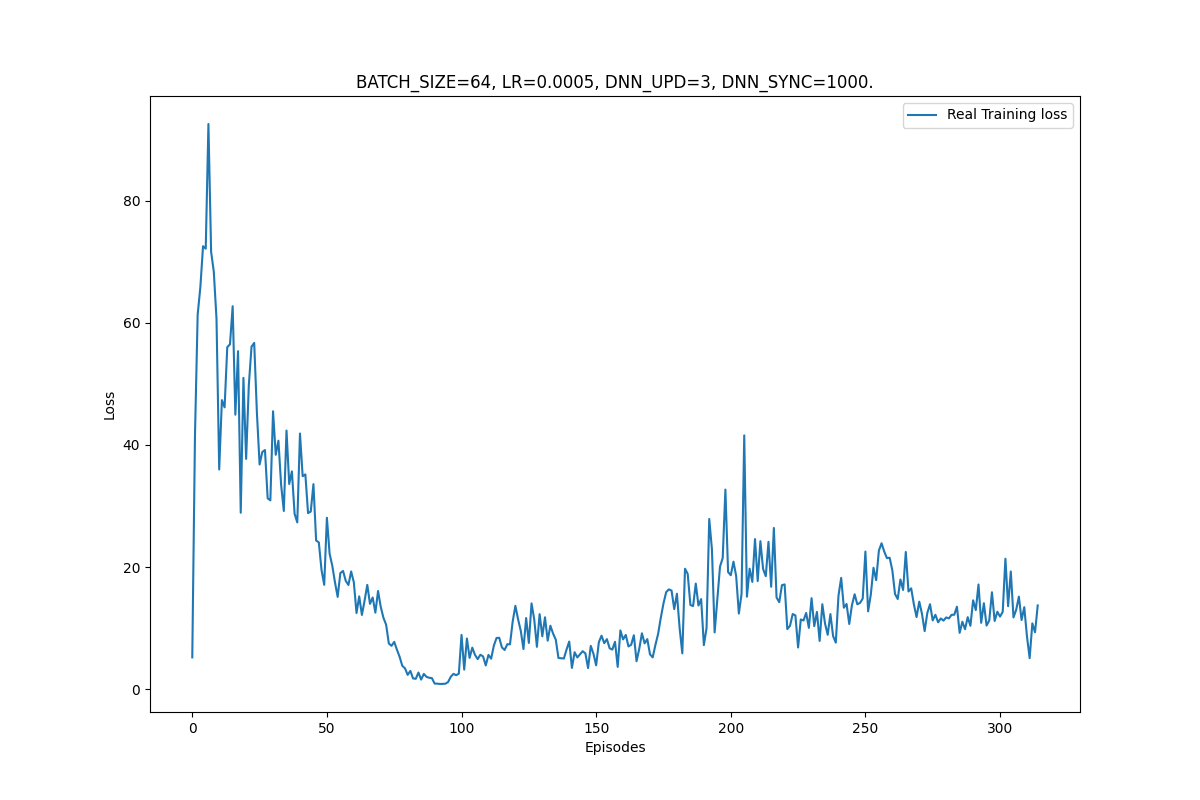 BATCH_SIZE=64, LR=0.0005, DNN_UPD=3, DNN_SYNC=1000.
Real Training loss
80
60
40
20
0
Loss
0 50 100 150 200 250 300
Episodes